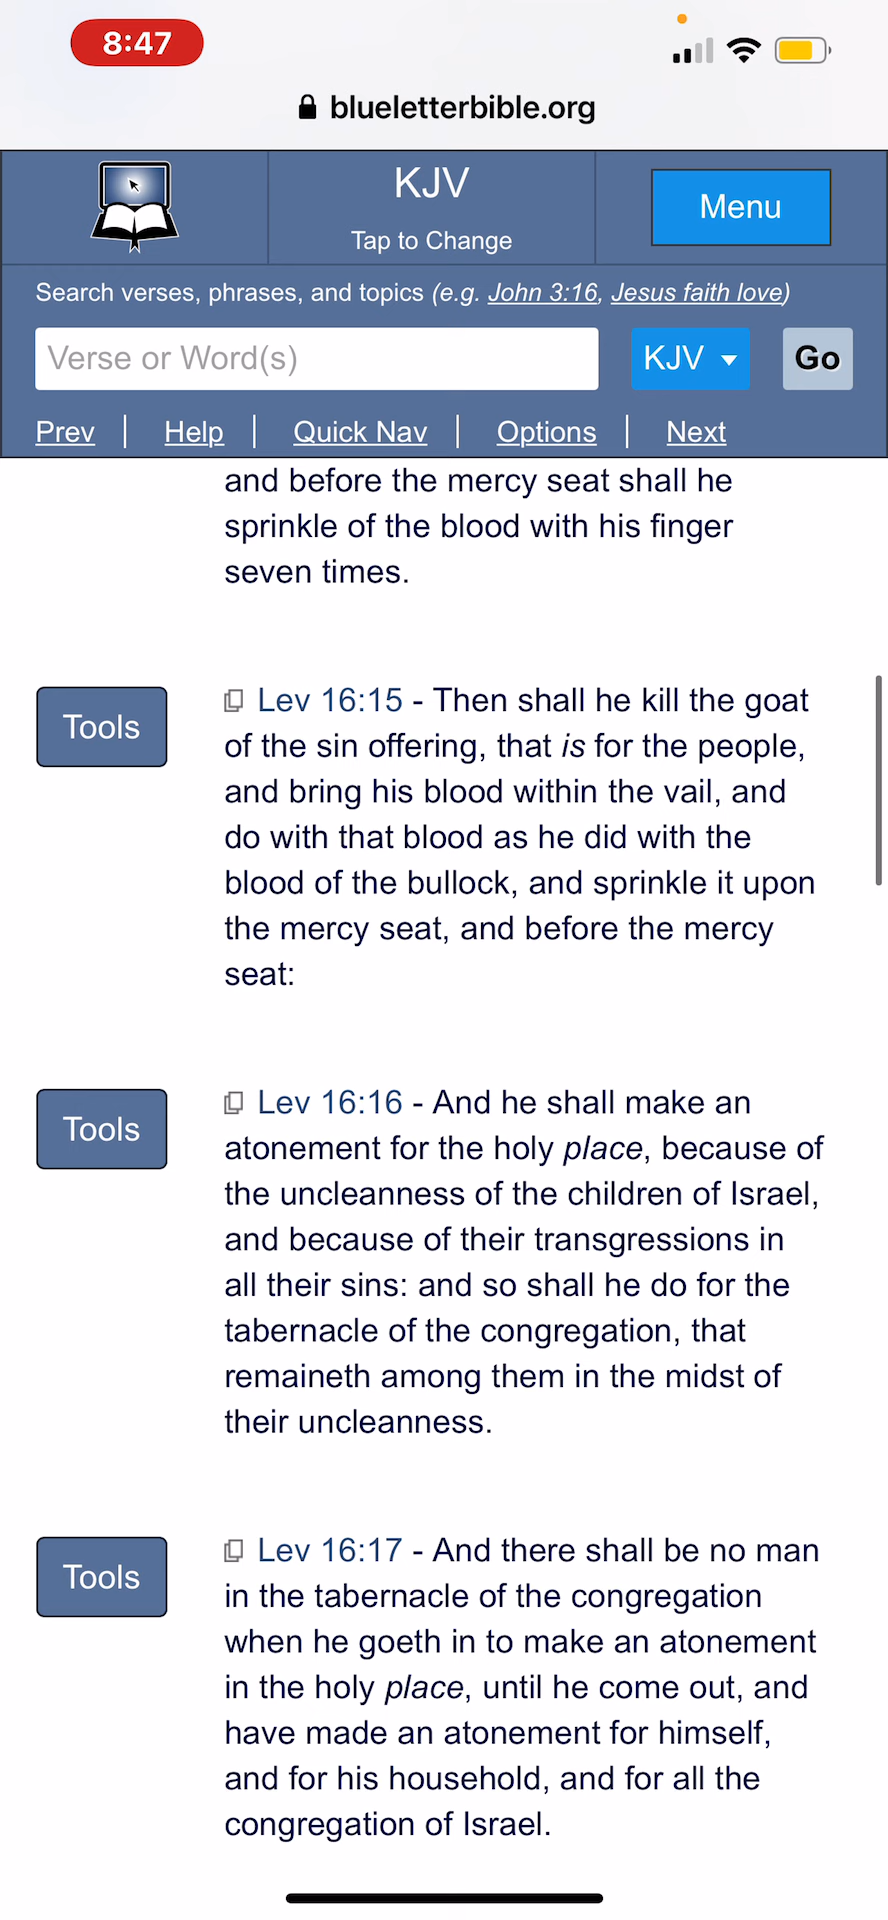 8:47
blueletterbible.org
KJV
Tap to Change
Menu
Search verses, phrases, and topics (e.g. John 3:16, Jesus faith love)
Verse or Word(s)
KJV
Go
Prev | Help | Quick Nav | Options | Next
and before the mercy seat shall he
sprinkle of the blood with his finger
seven times.
Tools
Lev 16:15 - Then shall he kill the goat
of the sin offering, that is for the people,
and bring his blood within the vail, and
do with that blood as he did with the
blood of the bullock, and sprinkle it upon
the mercy seat, and before the mercy
seat:
Tools
Lev 16:16 - And he shall make an
atonement for the holy place, because of
the uncleanness of the children of Israel,
and because of their transgressions in
all their sins: and so shall he do for the
tabernacle of the congregation, that
remaineth among them in the midst of
their uncleanness.
Tools
Lev 16:17 - And there shall be no man
in the tabernacle of the congregation
when he goeth in to make an atonement
in the holy place, until he come out, and
have made an atonement for himself,
and for his household, and for all the
congregation of Israel.